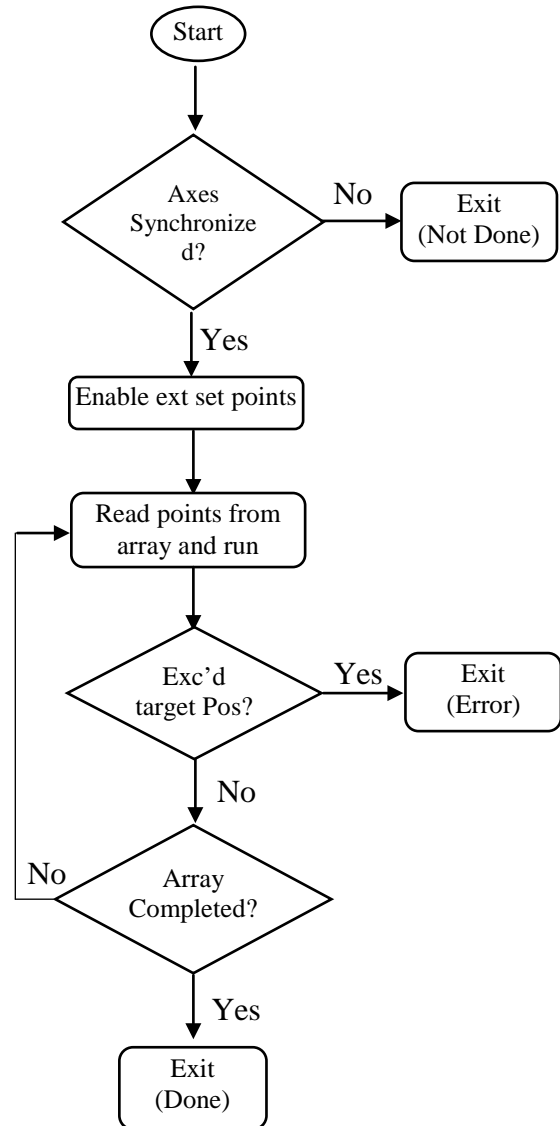 Start
Axes
Synchronize
d?
No
Exit
(Not Done)
Yes
Enable ext set points
Read points from
array and run
Exc’d
target Pos?
Yes
Exit
(Error)
No
No
Array
Completed?
Yes
Exit
(Done)